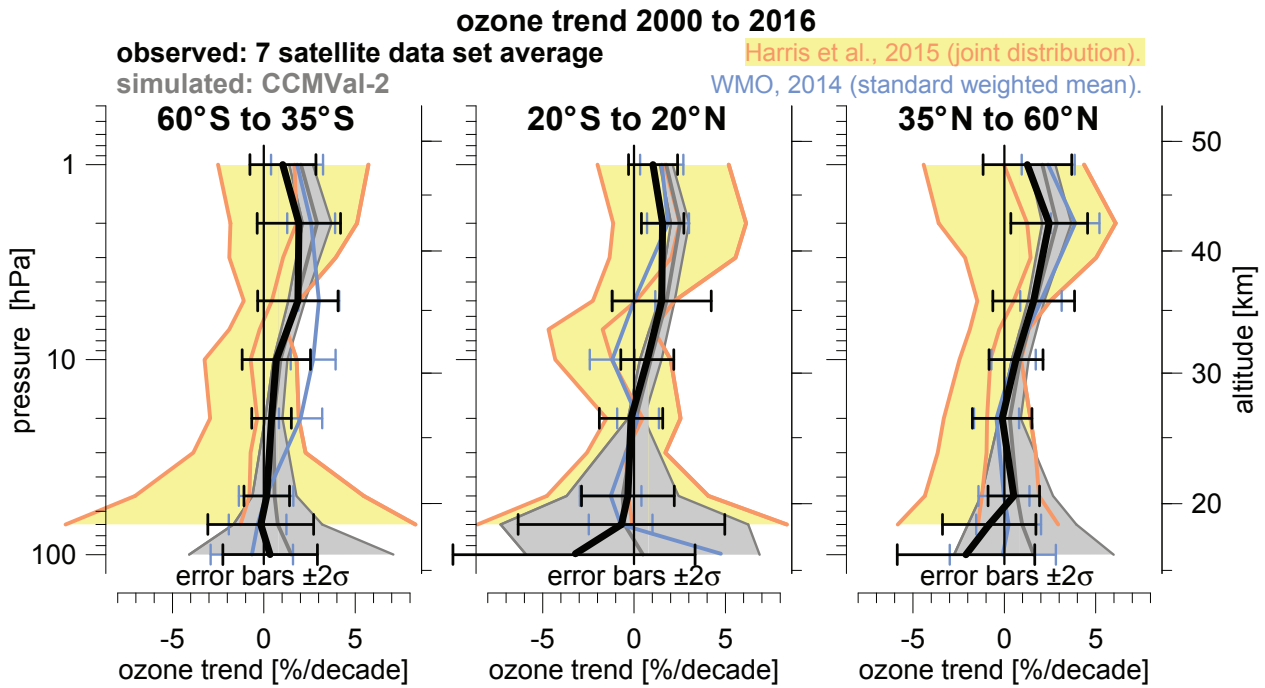 ozone trend 2000 to 2016
observed: 7 satellite data set average
Harris et al., 2015 (joint distribution).
simulated: CCMVal-2
WMO, 2014 (standard weighted mean).
60°S to 35°S
20°S to 20°N
35°N to 60°N
pressure [hPa]
1
10
100
50
40
30
20
altitude [km]
error bars ±2σ
error bars ±2σ
error bars ±2σ
-5 0 5
-5 0 5
-5 0 5
ozone trend [%/decade]
ozone trend [%/decade]
ozone trend [%/decade]